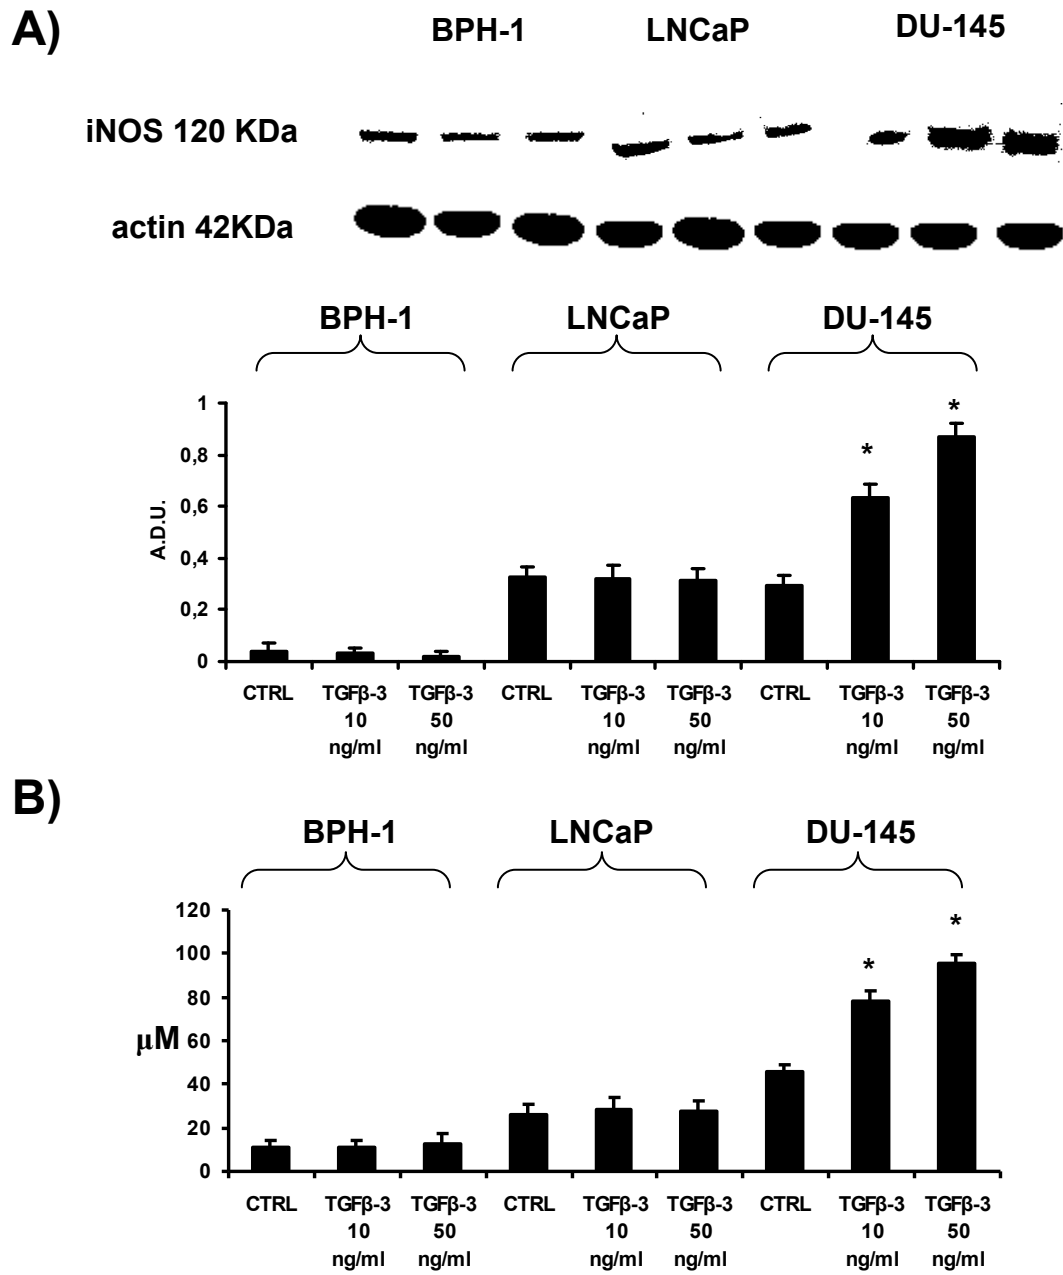 A)
BPH-1 LNCaP DU-145
iNOS 120 KDa
actin 42KDa
BPH-1 LNCaP DU-145
A.D.U.
1
0,8
0,6
0,4
0,2
0
CTRL TGFβ-3 TGFβ-3 CTRL TGFβ-3 TGFβ-3 CTRL TGFβ-3 TGFβ-3
10 50 10 50 10 50
ng/ml ng/ml ng/ml ng/ml ng/ml ng/ml
* *
B)
BPH-1 LNCaP DU-145
μM
120
100
80
60
40
20
0
* *
CTRL TGFβ-3 TGFβ-3 CTRL TGFβ-3 TGFβ-3 CTRL TGFβ-3 TGFβ-3
10 50 10 50 10 50
ng/ml ng/ml ng/ml ng/ml ng/ml ng/ml